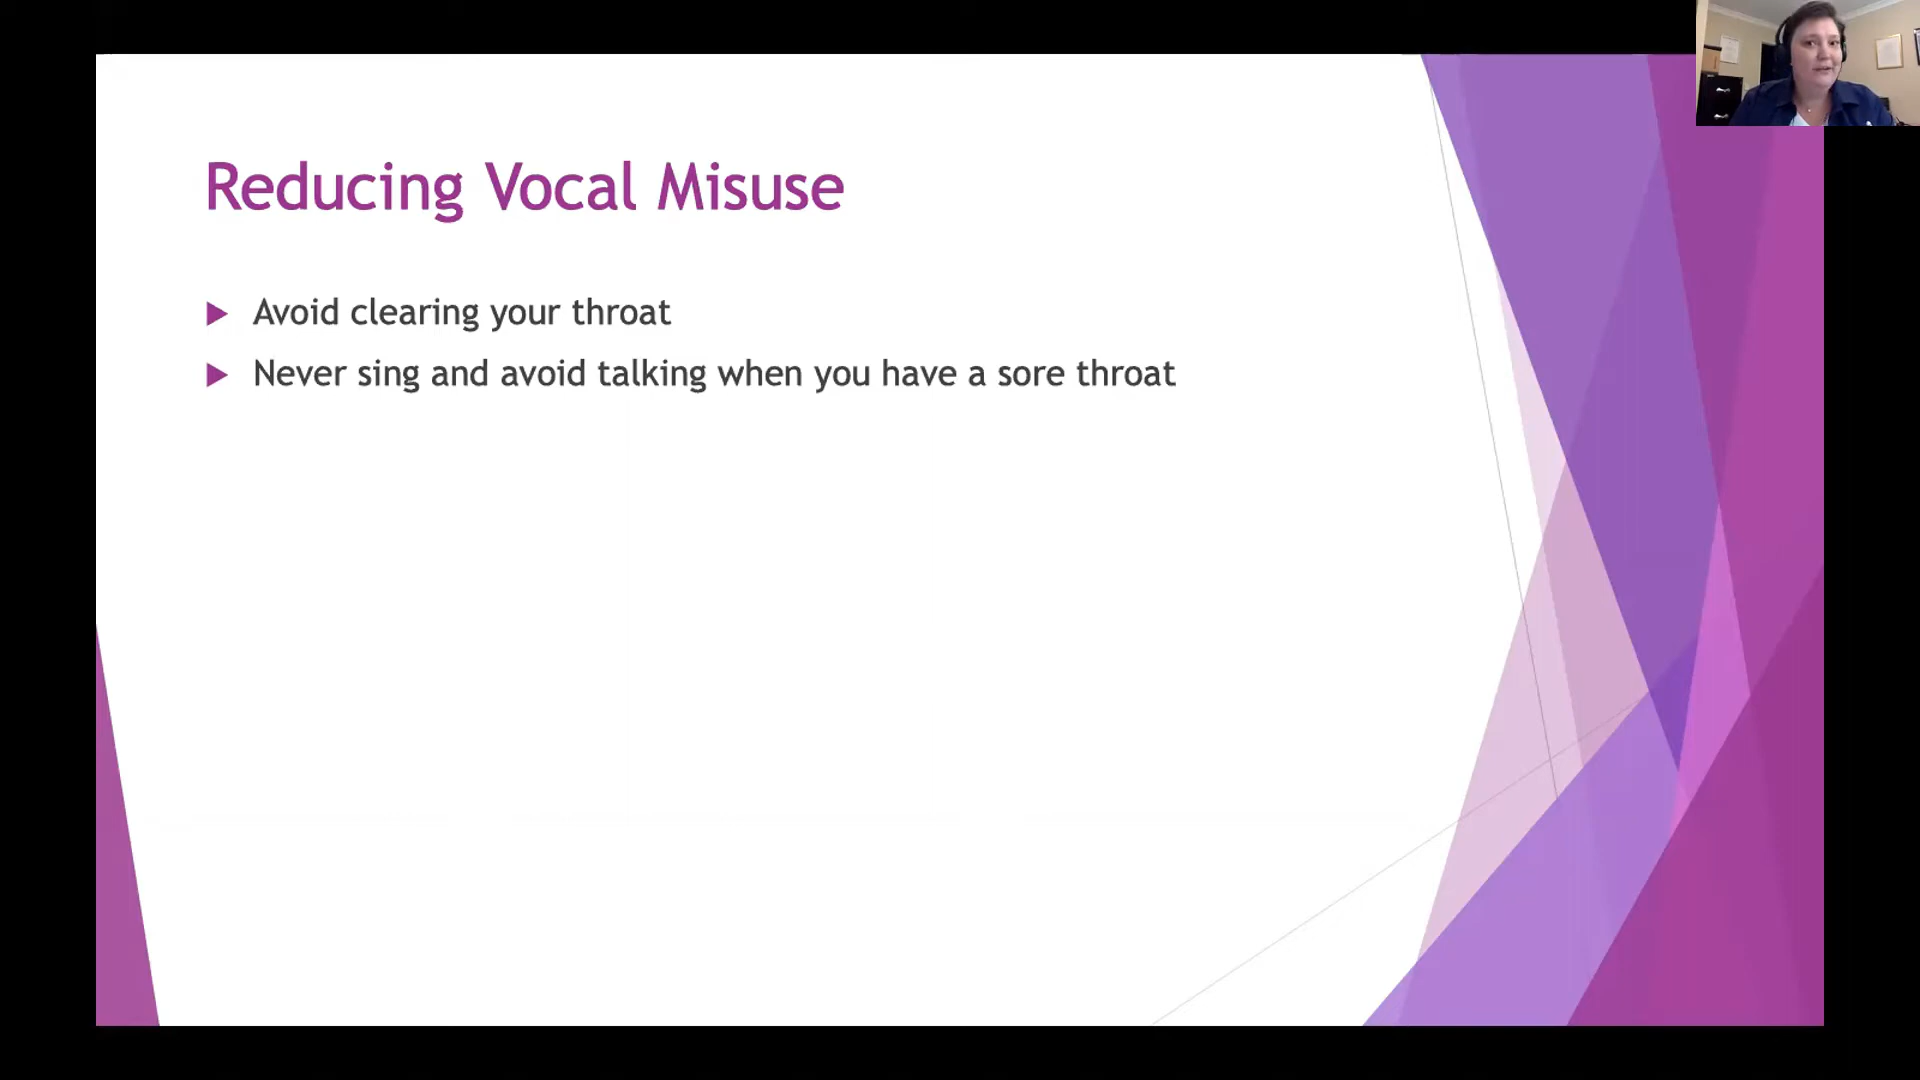 Reducing Vocal Misuse
Avoid clearing your throat
Never sing and avoid talking when you have a sore throat